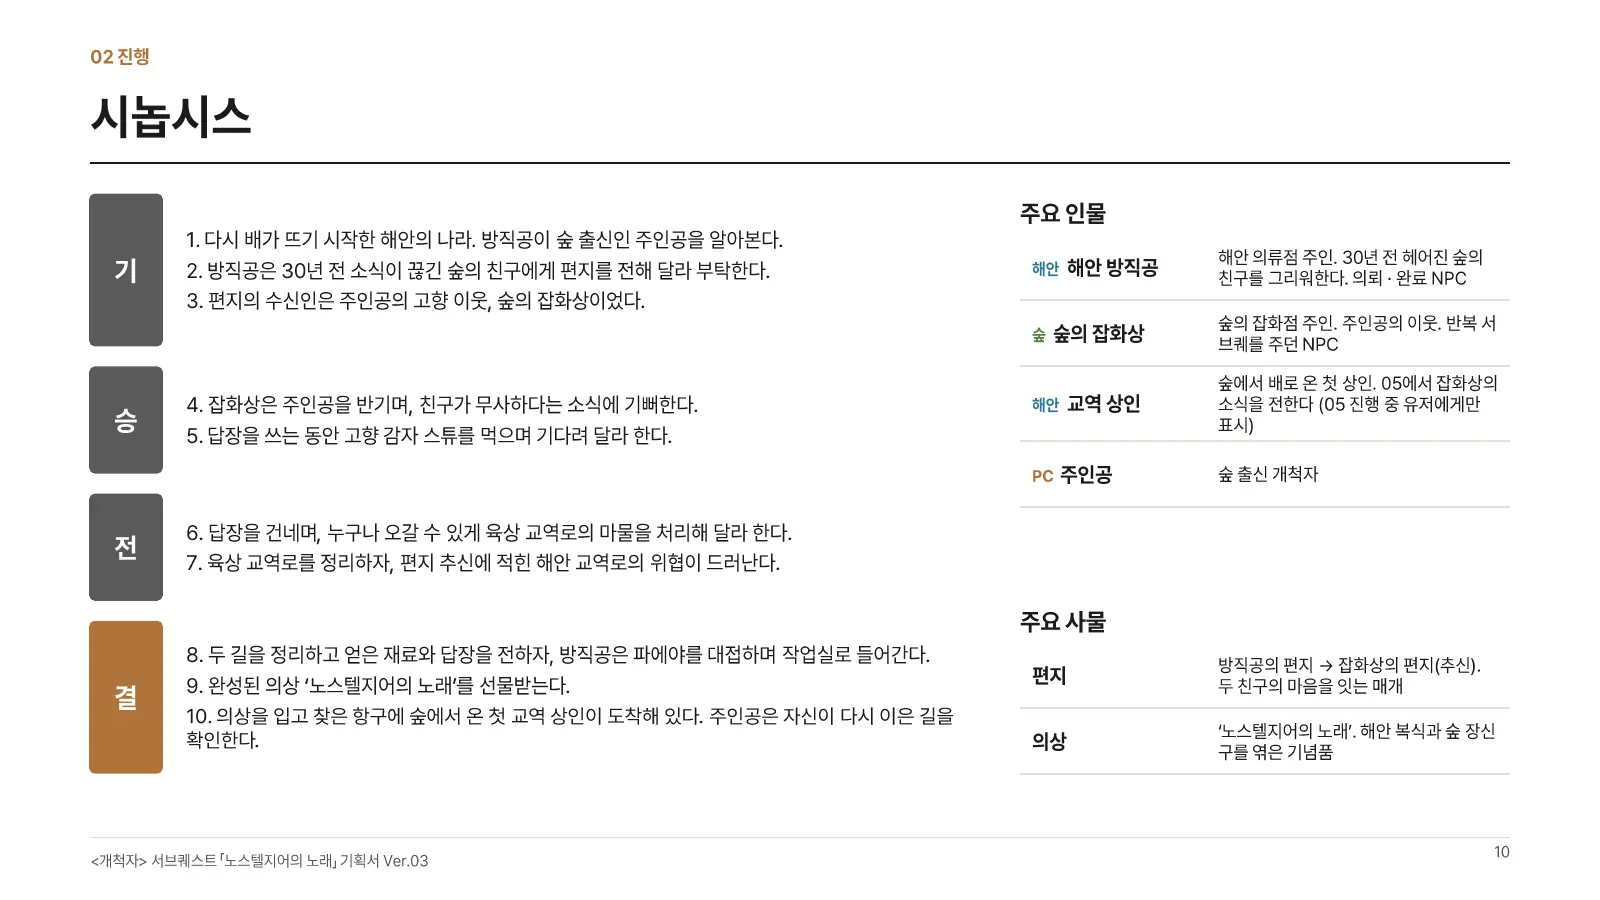 02 진행
시놉시스
기
1. 다시 배가 뜨기 시작한 해안의 나라. 방직공이 숲 출신인 주인공을 알아본다.
2. 방직공은 30년 전 소식이 끊긴 숲의 친구에게 편지를 전해 달라 부탁한다.
3. 편지의 수신인은 주인공의 고향 이웃, 숲의 잡화상이었다.
승
4. 잡화상은 주인공을 반기며, 친구가 무사하다는 소식에 기뻐한다.
5. 답장을 쓰는 동안 고향 감자 스튜를 먹으며 기다려 달라 한다.
전
6. 답장을 건네며, 누구나 오갈 수 있게 육상 교역로의 마물을 처리해 달라 한다.
7. 육상 교역로를 정리하자, 편지 추신에 적힌 해안 교역로의 위협이 드러난다.
결
8. 두 길을 정리하고 얻은 재료와 답장을 전하자, 방직공은 파에야를 대접하며 작업실로 들어간다.
9. 완성된 의상 ‘노스텔지어의 노래’를 선물받는다.
10. 의상을 입고 찾은 항구에 숲에서 온 첫 교역 상인이 도착해 있다. 주인공은 자신이 다시 이은 길을
확인한다.
주요 인물
해안 해안 방직공
해안 의류점 주인. 30년 전 헤어진 숲의
친구를 그리워한다. 의뢰 · 완료 NPC
숲 숲의 잡화상
숲의 잡화점 주인. 주인공의 이웃. 반복 서
브퀘를 주던 NPC
해안 교역 상인
숲에서 배로 온 첫 상인. 05에서 잡화상의
소식을 전한다 (05 진행 중 유저에게만
표시)
PC 주인공
숲 출신 개척자
주요 사물
편지
방직공의 편지 → 잡화상의 편지(추신).
두 친구의 마음을 잇는 매개
의상
‘노스텔지어의 노래’. 해안 복식과 숲 장신
구를 엮은 기념품
<개척자> 서브퀘스트 「노스텔지어의 노래」 기획서 Ver.03
10